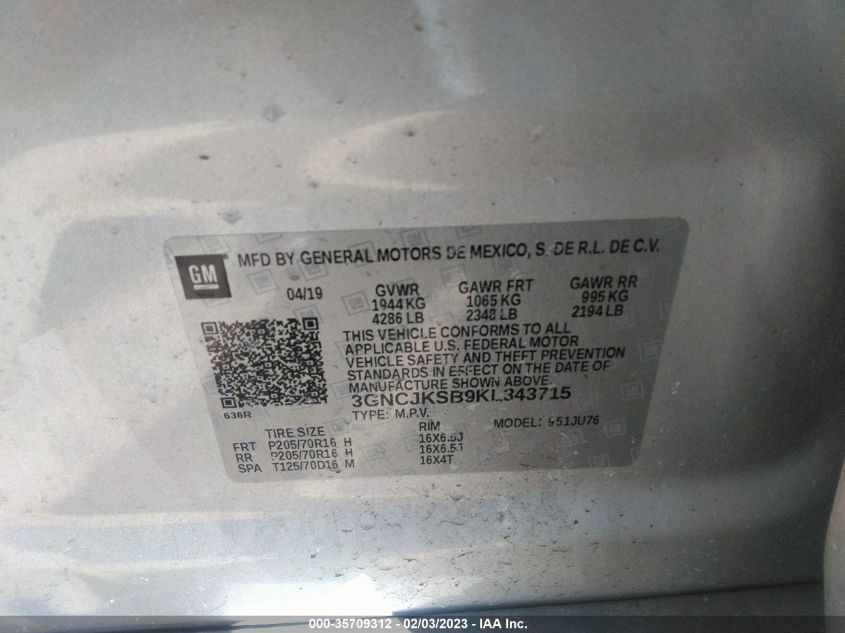 MFD BY GENERAL MOTORS DE MEXICO, S. DE R.L. DE C.V.
GM
04/19 GVWR GAWR FRT GAWR RR
1944 KG 1065 KG 995 KG
4286 LB 2348 LB 2194 LB
THIS VEHICLE CONFORMS TO ALL
APPLICABLE U.S. FEDERAL MOTOR
VEHICLE SAFETY AND THEFT PREVENTION
STANDARDS IN EFFECT ON THE DATE OF
MANUFACTURE SHOWN ABOVE.
3GNCJKSB9KL343715
636R
TYPE: M.P.V. MODEL: 951JU76
TIRE SIZE RIM
FRT P205/70R16 H 16X6.5J
RR P205/70R16 H 16X6.5J
SPA T125/70D16 M 16X4T
000-35709312 - 02/03/2023 - IAA Inc.